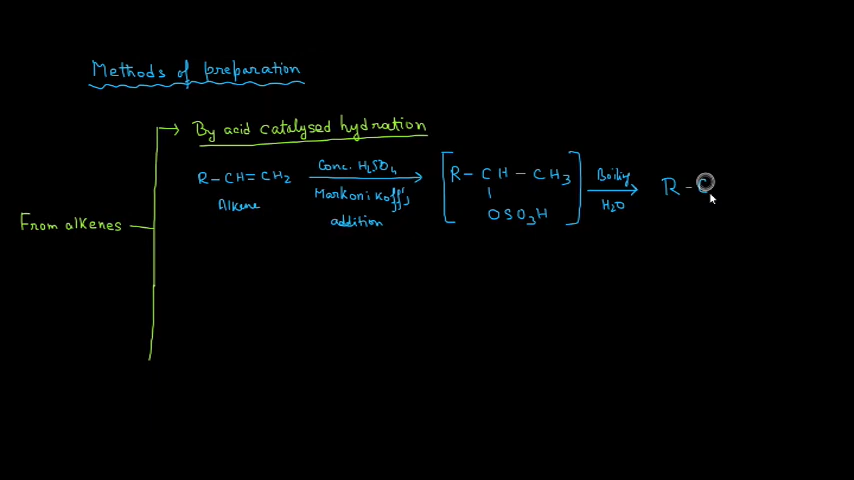 Methods of preparation
By acid catalysed hydration
From alkenes
R-CH=CH2
Alkene
Conc. H2SO4
Markonikoff's
addition
[R-CH-CH3]
|
OSO3H
Boiling
H2O
R-C